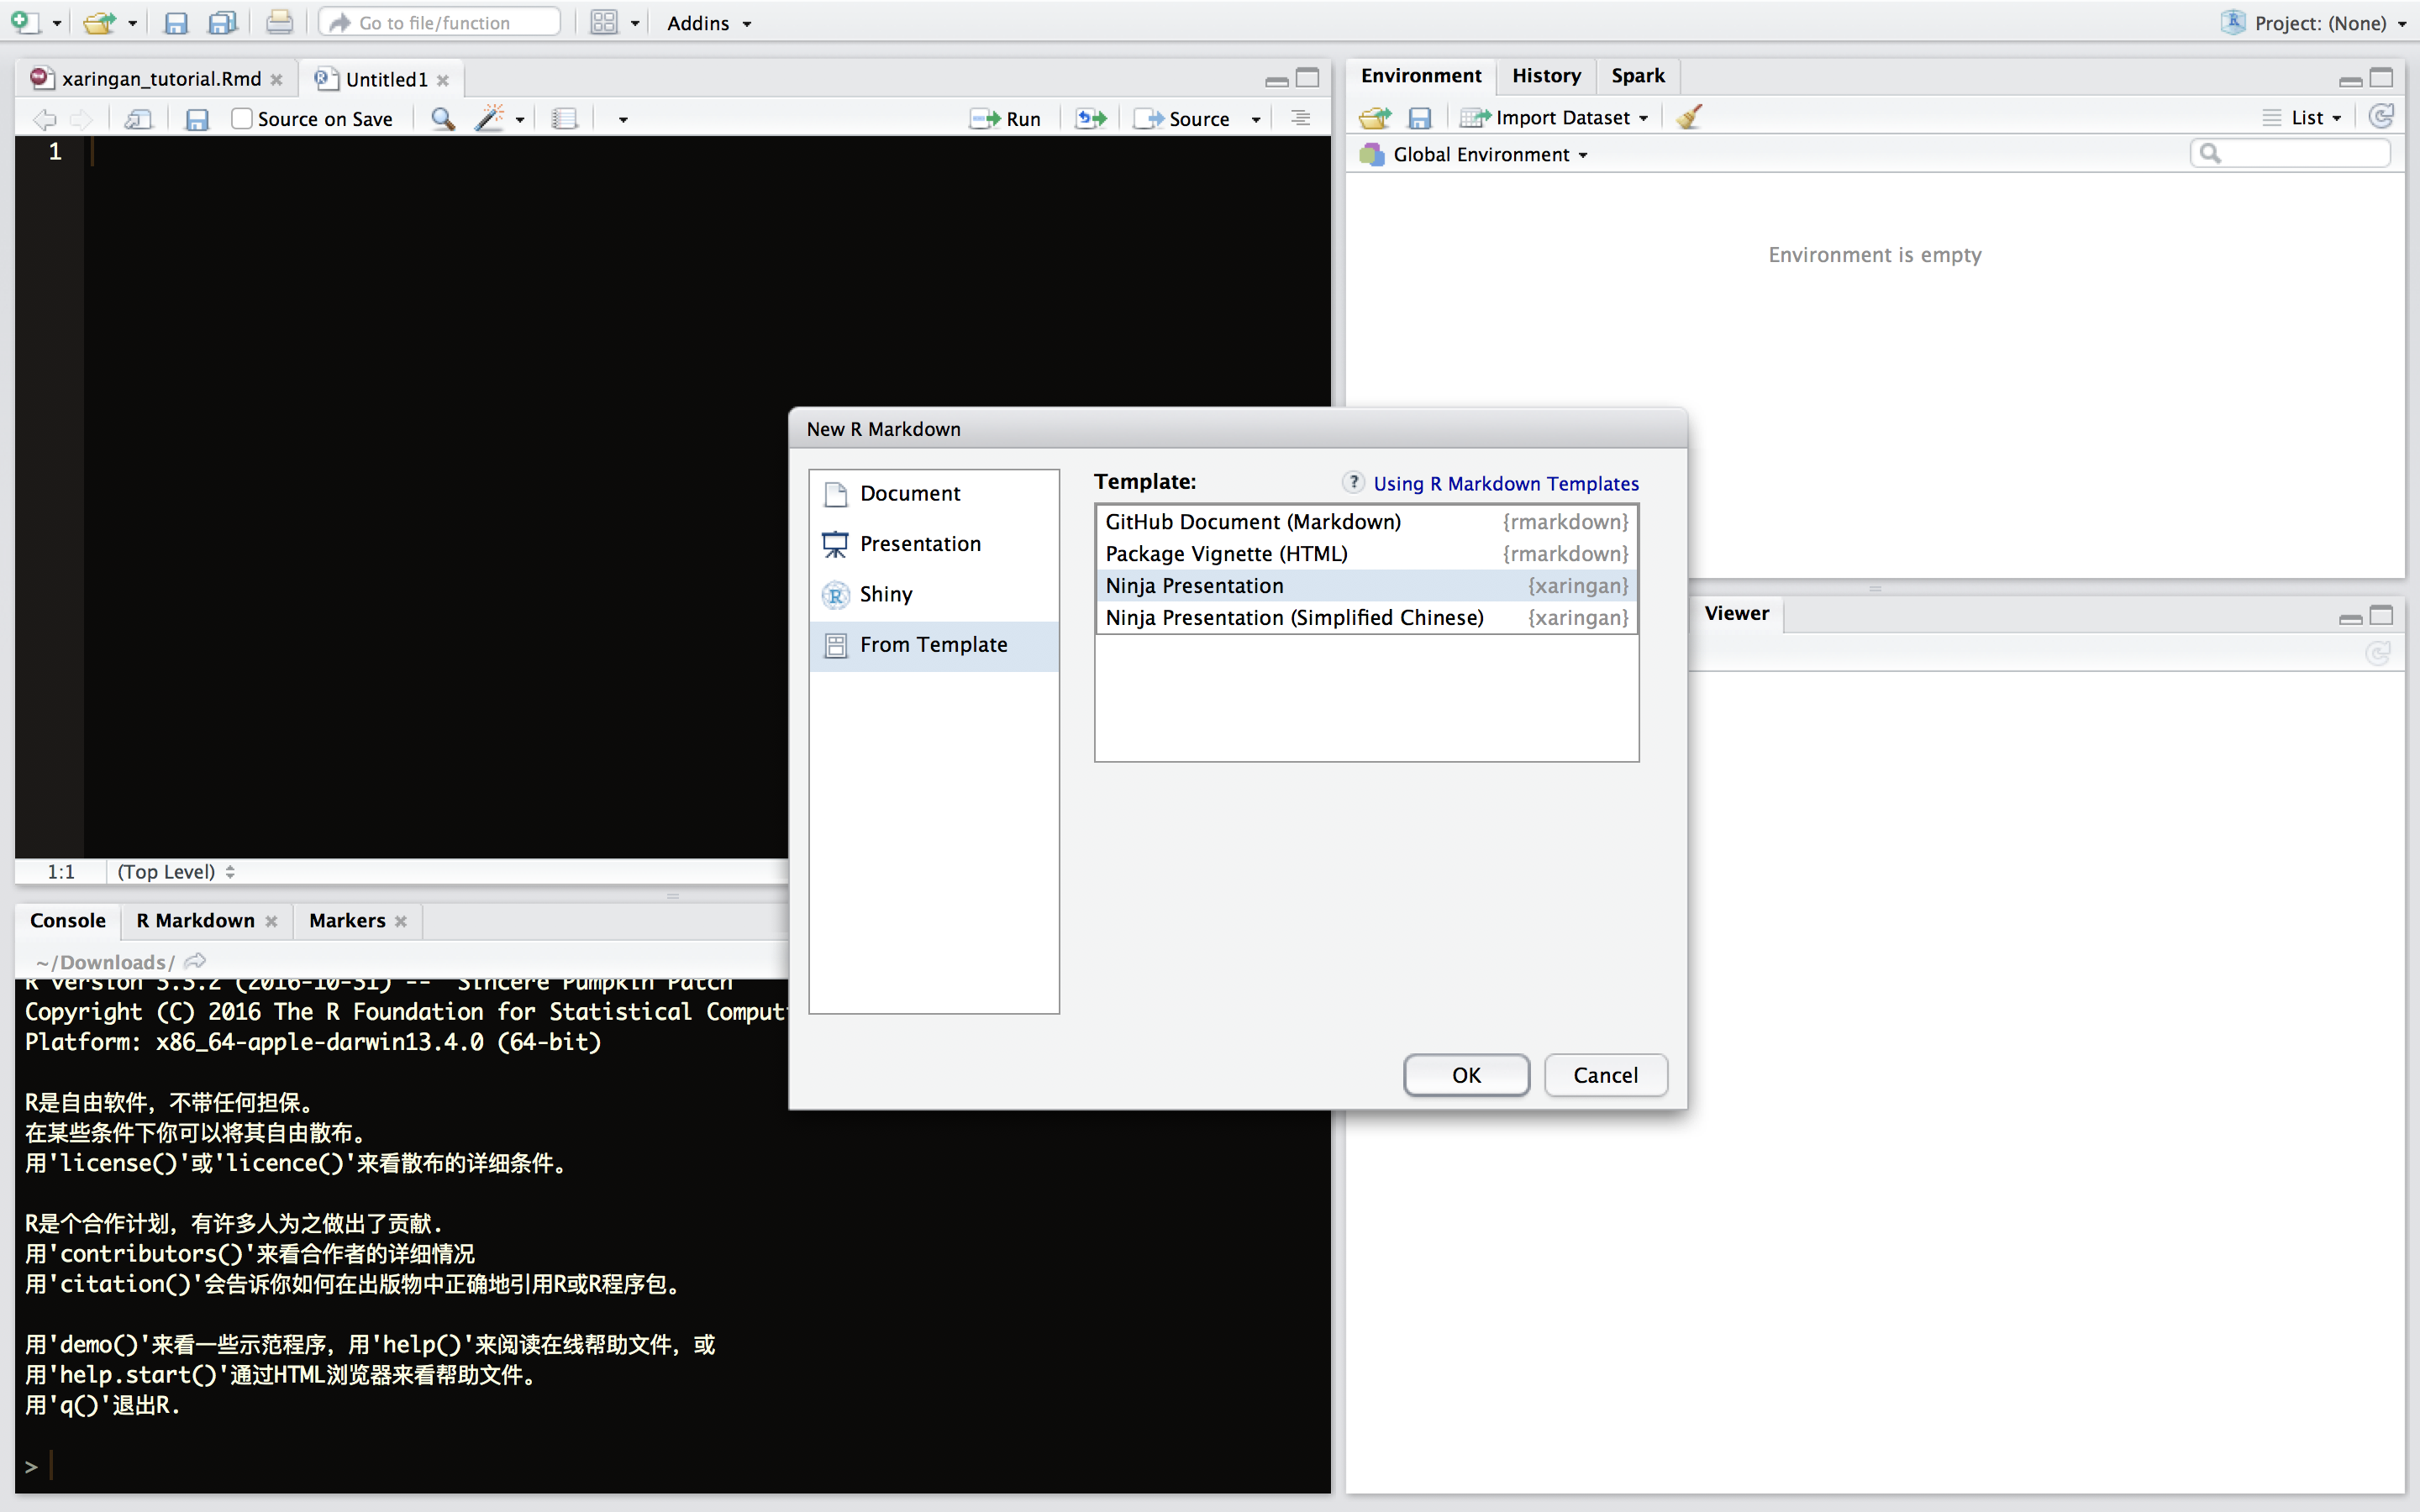 Go to file/function
Addins
Project: (None)
xaringan_tutorial.Rmd
Untitled1
Source on Save
Run
Source
1
1:1 (Top Level)
Environment History Spark
Import Dataset
List
Global Environment
Environment is empty
New R Markdown
Document
Presentation
Shiny
From Template
Template:
Using R Markdown Templates
GitHub Document (Markdown) {rmarkdown}
Package Vignette (HTML) {rmarkdown}
Ninja Presentation {xaringan}
Ninja Presentation (Simplified Chinese) {xaringan}
OK
Cancel
Viewer
Console R Markdown Markers
~/Downloads/
R version 3.3.2 (2016-10-31) -- "Sincere Pumpkin Patch"
Copyright (C) 2016 The R Foundation for Statistical Comput
Platform: x86_64-apple-darwin13.4.0 (64-bit)
R是自由软件，不带任何担保。
在某些条件下你可以将其自由散布。
用'license()'或'licence()'来看散布的详细条件。
R是个合作计划，有许多人为之做出了贡献.
用'contributors()'来看合作者的详细情况
用'citation()'会告诉你如何在出版物中正确地引用R或R程序包。
用'demo()'来看一些示范程序，用'help()'来阅读在线帮助文件，或
用'help.start()'通过HTML浏览器来看帮助文件。
用'q()'退出R.
>